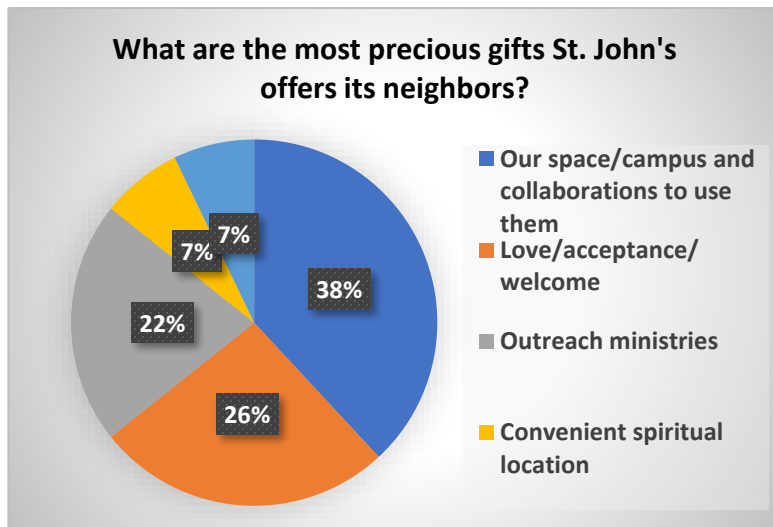 What are the most precious gifts St. John's
offers its neighbors?
7%
7%
38%
22%
26%
Our space/campus and
collaborations to use
them
Love/acceptance/
welcome
Outreach ministries
Convenient spiritual
location